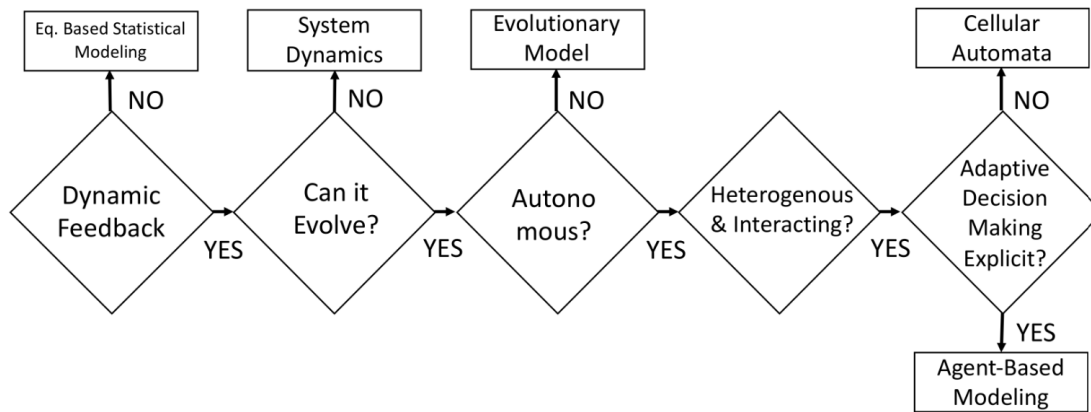 Eq. Based Statistical
Modeling
System
Dynamics
Evolutionary
Model
Cellular
Automata
NO
NO
NO
NO
Dynamic
Feedback
Can it
Evolve?
Autono
mous?
Heterogenous
& Interacting?
Adaptive
Decision
Making
Explicit?
YES
YES
YES
YES
YES
Agent-Based
Modeling